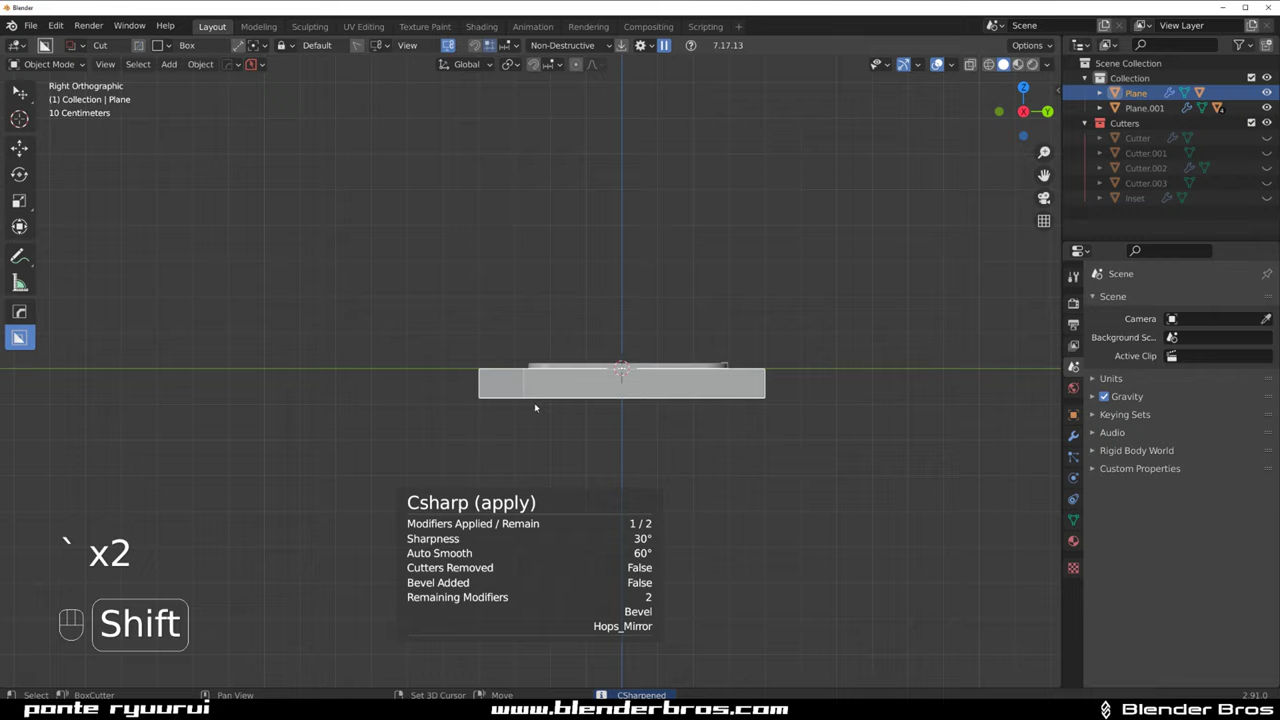 Blender
File Edit Render Window Help Layout Modeling Sculpting UV Editing Texture Paint Shading Animation Rendering Compositing Scripting Scene View Layer
Cut Box Default View Non-Destructive 7.17.13 Options
Object Mode View Select Add Object Global
Right Orthographic
(1) Collection | Plane
10 Centimeters
Z
X
Y
Scene Collection
Collection
Plane
Plane.001 4
Cutters
Cutter
Cutter.001
Cutter.002
Cutter.003
Inset
Scene
Scene
Camera
Background Sc...
Active Clip
Units
Gravity
Keying Sets
Audio
Rigid Body World
Custom Properties
Csharp (apply)
Modifiers Applied / Remain 1 / 2
Sharpness 30°
Auto Smooth 60°
Cutters Removed False
Bevel Added False
Remaining Modifiers 2
Bevel
Hops_Mirror
` x2
Shift
Select BoxCutter Pan View Set 3D Cursor Move CSharpened 2.91.0
ponte ryuurui www.blenderbros.com Blender Bros